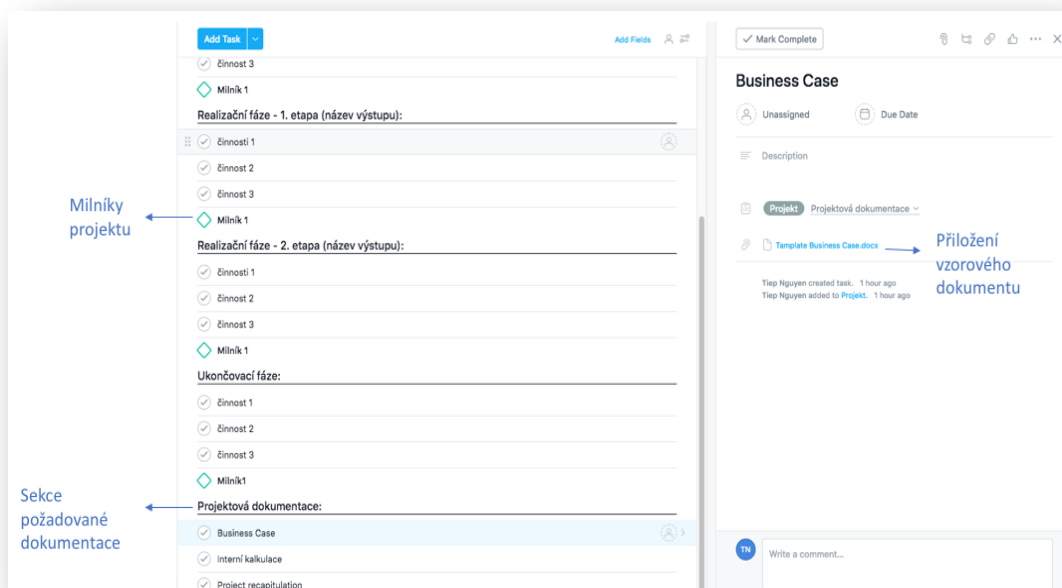 Add Task
Add Fields
činnost 3
Milník 1
Realizační fáze - 1. etapa (název výstupu):
činnosti 1
činnost 2
činnost 3
Milník 1
Realizační fáze - 2. etapa (název výstupu):
činnosti 1
činnost 2
činnost 3
Milník 1
Ukončovací fáze:
činnost 1
činnost 2
činnost 3
Milník1
Projektová dokumentace:
Business Case
Interní kalkulace
Project recapitulation
Milníky
projektu
Sekce
požadované
dokumentace
Mark Complete
Business Case
Unassigned
Due Date
Description
Projekt Projektová dokumentace
Tamplate Business Case.docx
Tiep Nguyen created task. 1 hour ago
Tiep Nguyen added to Projekt. 1 hour ago
Přiložení
vzorového
dokumentu
TN
Write a comment...